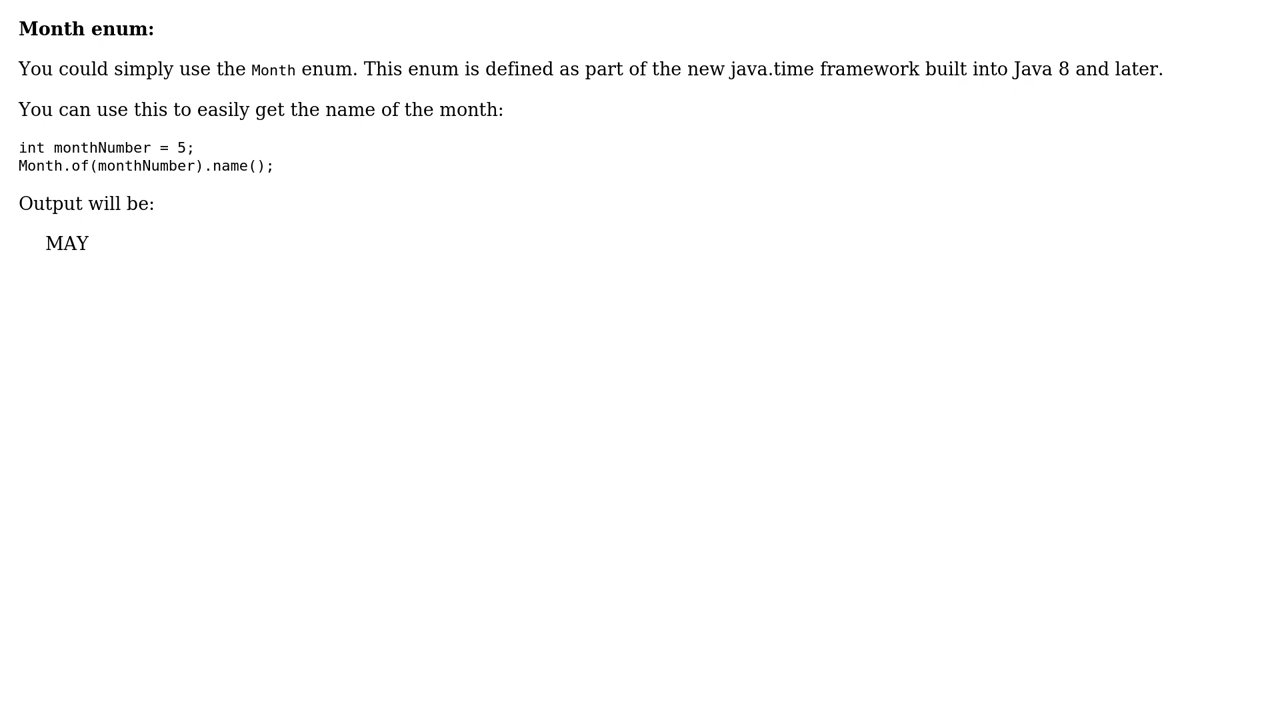 Month enum:
You could simply use the Month enum. This enum is defined as part of the new java.time framework built into Java 8 and later.
You can use this to easily get the name of the month:
int monthNumber = 5;
Month.of(monthNumber).name();
Output will be:
MAY